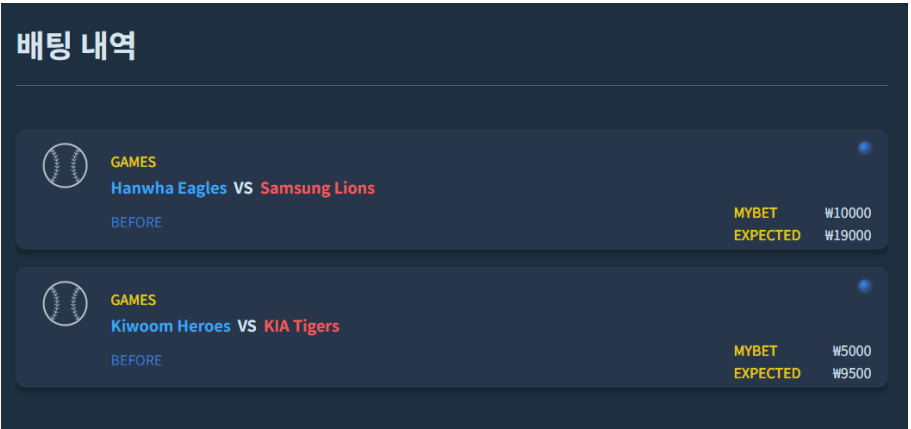 배팅 내역
GAMES
Hanwha Eagles VS Samsung Lions
BEFORE
MYBET ₩10000
EXPECTED ₩19000
GAMES
Kiwoom Heroes VS KIA Tigers
BEFORE
MYBET ₩5000
EXPECTED ₩9500